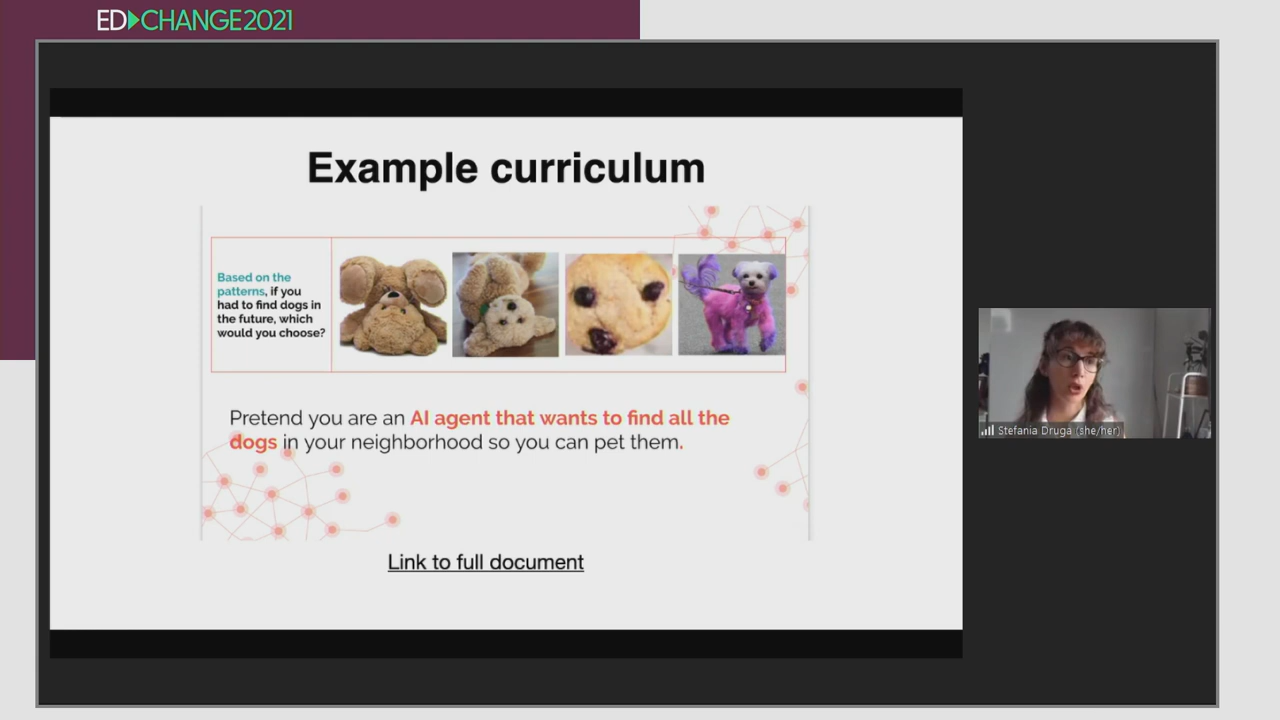 ED▶CHANGE2021
Example curriculum
Based on the
patterns, if you
had to find dogs in
the future, which
would you choose?
Pretend you are an AI agent that wants to find all the
dogs in your neighborhood so you can pet them.
Link to full document
Stefania Druga (she/her)